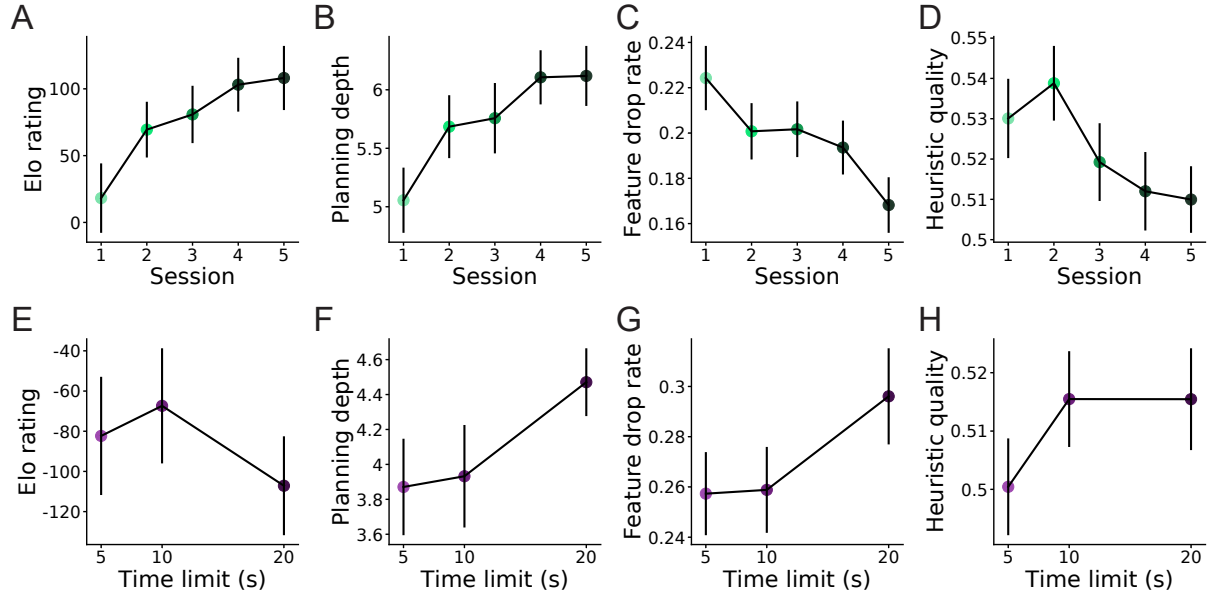 A
Elo rating
100
50
0
1 2 3 4 5
Session
B
Planning depth
6
5.5
5
1 2 3 4 5
Session
C
Feature drop rate
0.24
0.22
0.2
0.18
0.16
1 2 3 4 5
Session
D
Heuristic quality
0.55
0.54
0.53
0.52
0.51
0.5
1 2 3 4 5
Session
E
Elo rating
-40
-60
-80
-100
-120
5 10 20
Time limit (s)
F
Planning depth
4.6
4.4
4.2
4
3.8
3.6
5 10 20
Time limit (s)
G
Feature drop rate
0.3
0.28
0.26
0.24
5 10 20
Time limit (s)
H
Heuristic quality
0.52
0.51
0.5
5 10 20
Time limit (s)